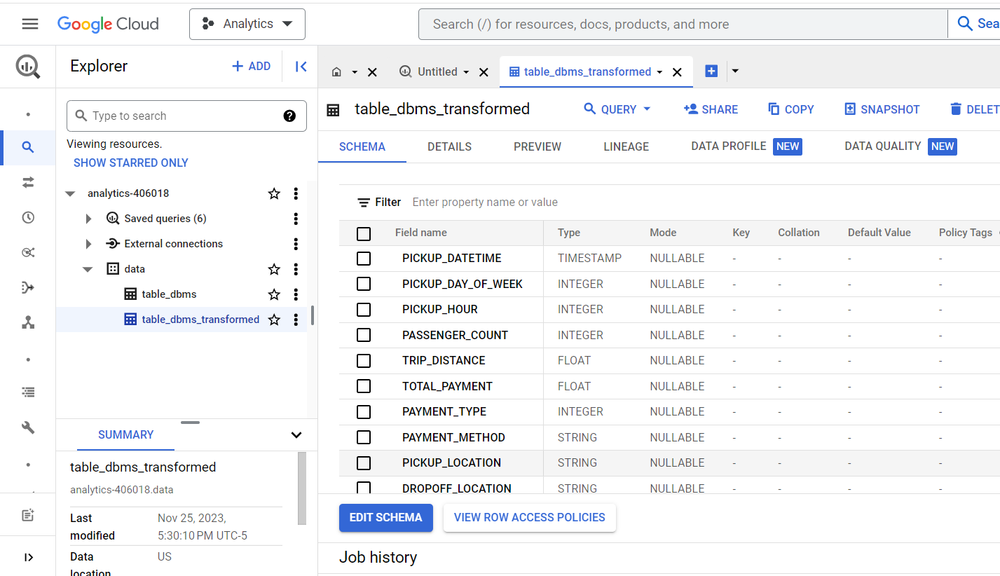 Google Cloud
Analytics
Search (/) for resources, docs, products, and more
Sea
Explorer
+ ADD
Untitled
table_dbms_transformed
Type to search
Viewing resources.
SHOW STARRED ONLY
analytics-406018
Saved queries (6)
External connections
data
table_dbms
table_dbms_transformed
SUMMARY
table_dbms_transformed
analytics-406018.data
Last modified
Nov 25, 2023, 5:30:10 PM UTC-5
Data location
US
table_dbms_transformed
QUERY
SHARE
COPY
SNAPSHOT
DELET
SCHEMA
DETAILS
PREVIEW
LINEAGE
DATA PROFILE NEW
DATA QUALITY NEW
Filter Enter property name or value
Field name Type Mode Key Collation Default Value Policy Tags
PICKUP_DATETIME TIMESTAMP NULLABLE - - - -
PICKUP_DAY_OF_WEEK INTEGER NULLABLE - - - -
PICKUP_HOUR INTEGER NULLABLE - - - -
PASSENGER_COUNT INTEGER NULLABLE - - - -
TRIP_DISTANCE FLOAT NULLABLE - - - -
TOTAL_PAYMENT FLOAT NULLABLE - - - -
PAYMENT_TYPE INTEGER NULLABLE - - - -
PAYMENT_METHOD STRING NULLABLE - - - -
PICKUP_LOCATION STRING NULLABLE - - - -
DROPOFF_LOCATION STRING NULLABLE - - - -
EDIT SCHEMA
VIEW ROW ACCESS POLICIES
Job history